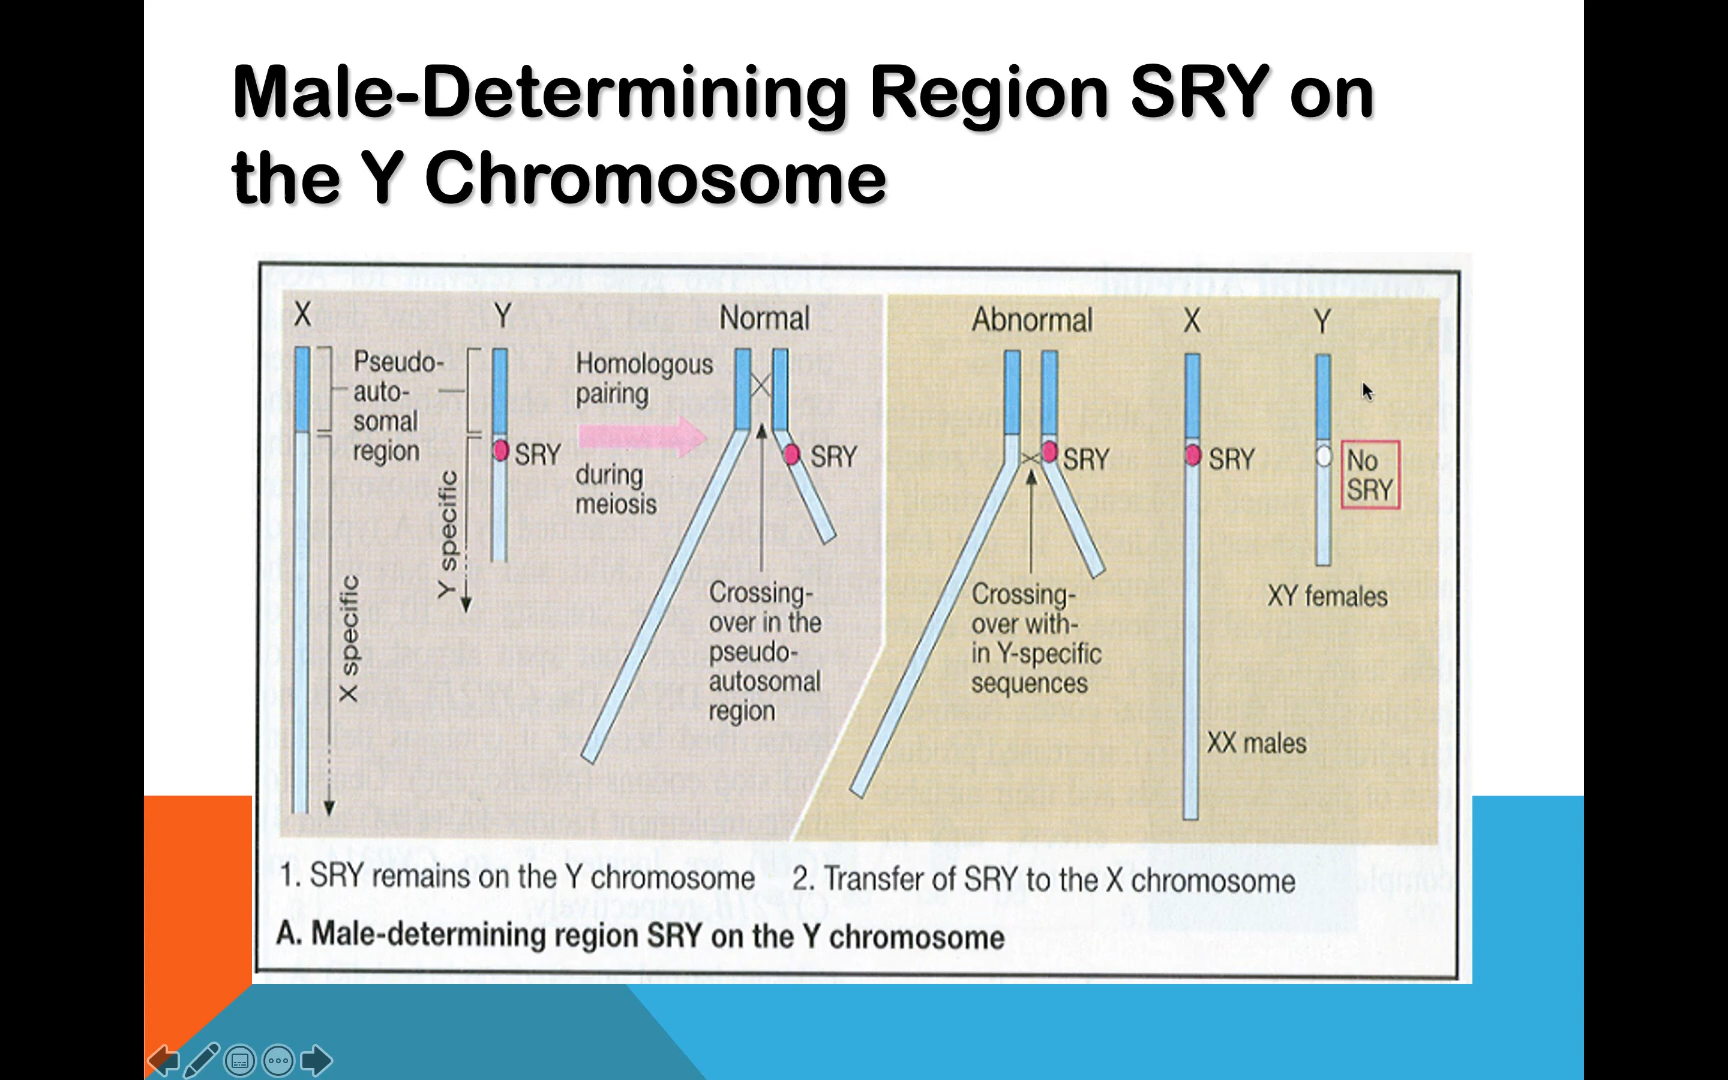 Male-Determining Region SRY on
the Y Chromosome
X
Y
Pseudo-
auto-
somal
region
SRY
X specific
Y specific
Homologous
pairing
during
meiosis
Normal
SRY
Crossing-
over in the
pseudo-
autosomal
region
Abnormal
SRY
Crossing-
over with-
in Y-specific
sequences
X
SRY
XX males
Y
No
SRY
XY females
1. SRY remains on the Y chromosome
2. Transfer of SRY to the X chromosome
A. Male-determining region SRY on the Y chromosome